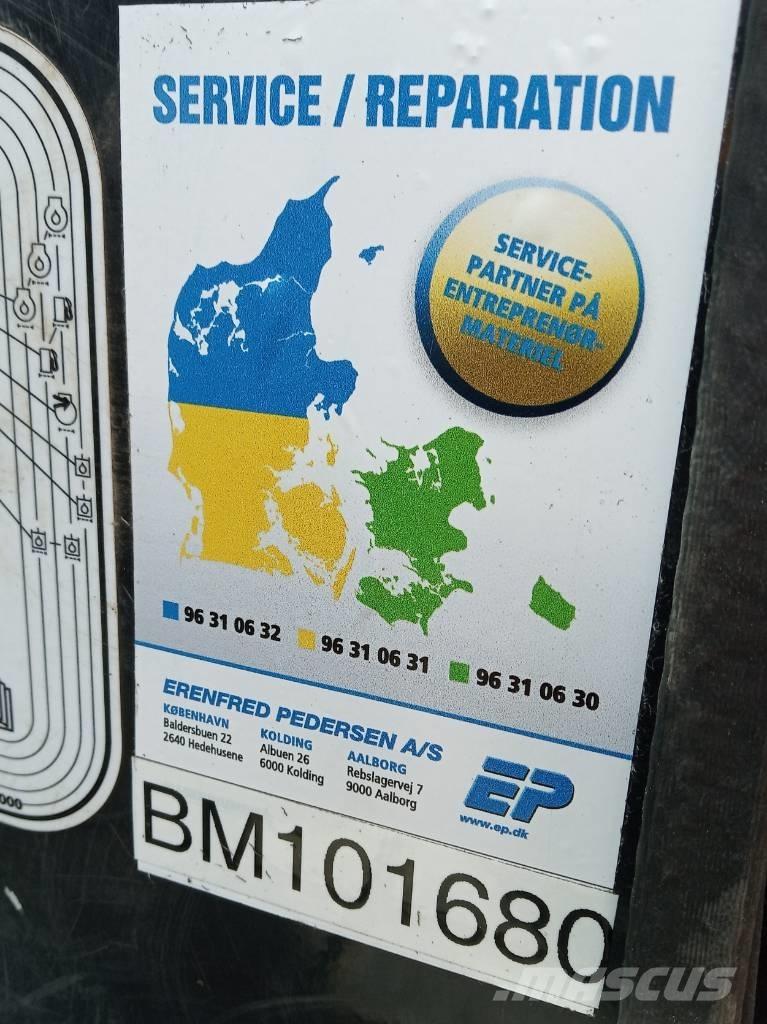 SERVICE / REPARATION
SERVICE-
PARTNER PÅ
ENTREPRENØR-
MATERIEL
96 31 06 32
96 31 06 31
96 31 06 30
ERENFRED PEDERSEN A/S
KØBENHAVN
Baldersbuen 22
2640 Hedehusene
KOLDING
Albuen 26
6000 Kolding
AALBORG
Rebslagervej 7
9000 Aalborg
EP
www.ep.dk
BM101680
MASCUS